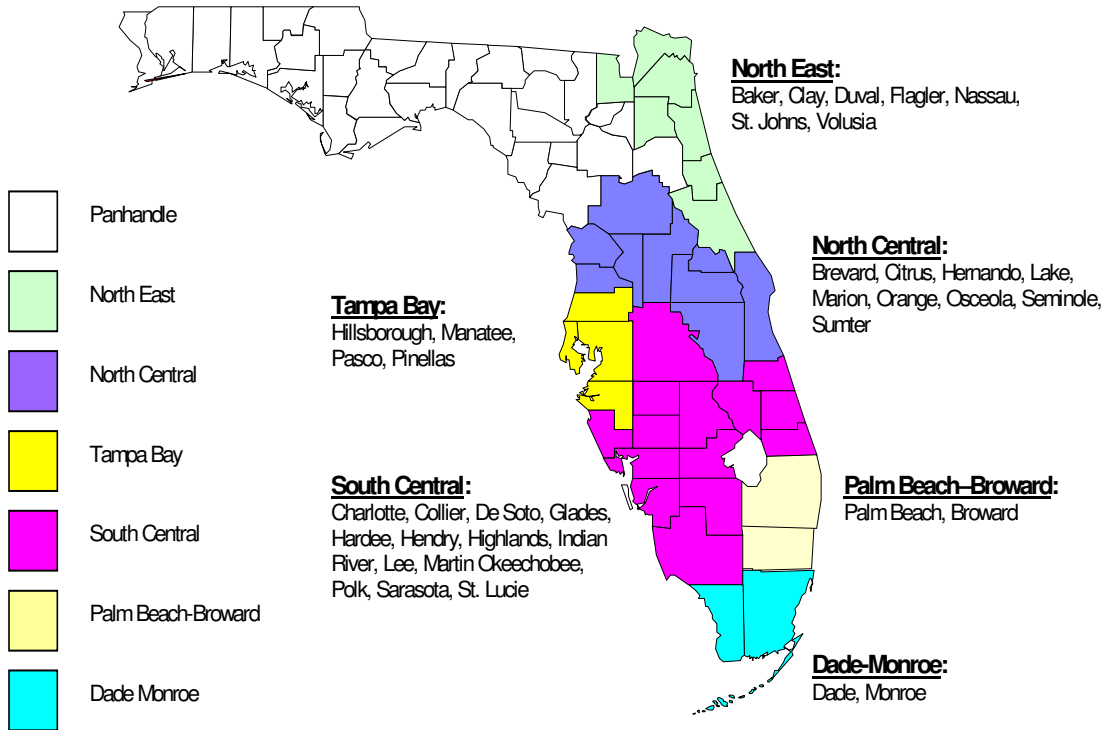 Panhandle
North East
North Central
Tampa Bay
South Central
Palm Beach-Broward
Dade Monroe
North East:
Baker, Clay, Duval, Flagler, Nassau,
St. Johns, Volusia
North Central:
Brevard, Citrus, Hernando, Lake,
Marion, Orange, Osceola, Seminole,
Sumter
Tampa Bay:
Hillsborough, Manatee,
Pasco, Pinellas
South Central:
Charlotte, Collier, De Soto, Glades,
Hardee, Hendry, Highlands, Indian
River, Lee, Martin Okeechobee,
Polk, Sarasota, St. Lucie
Palm Beach–Broward:
Palm Beach, Broward
Dade-Monroe:
Dade, Monroe